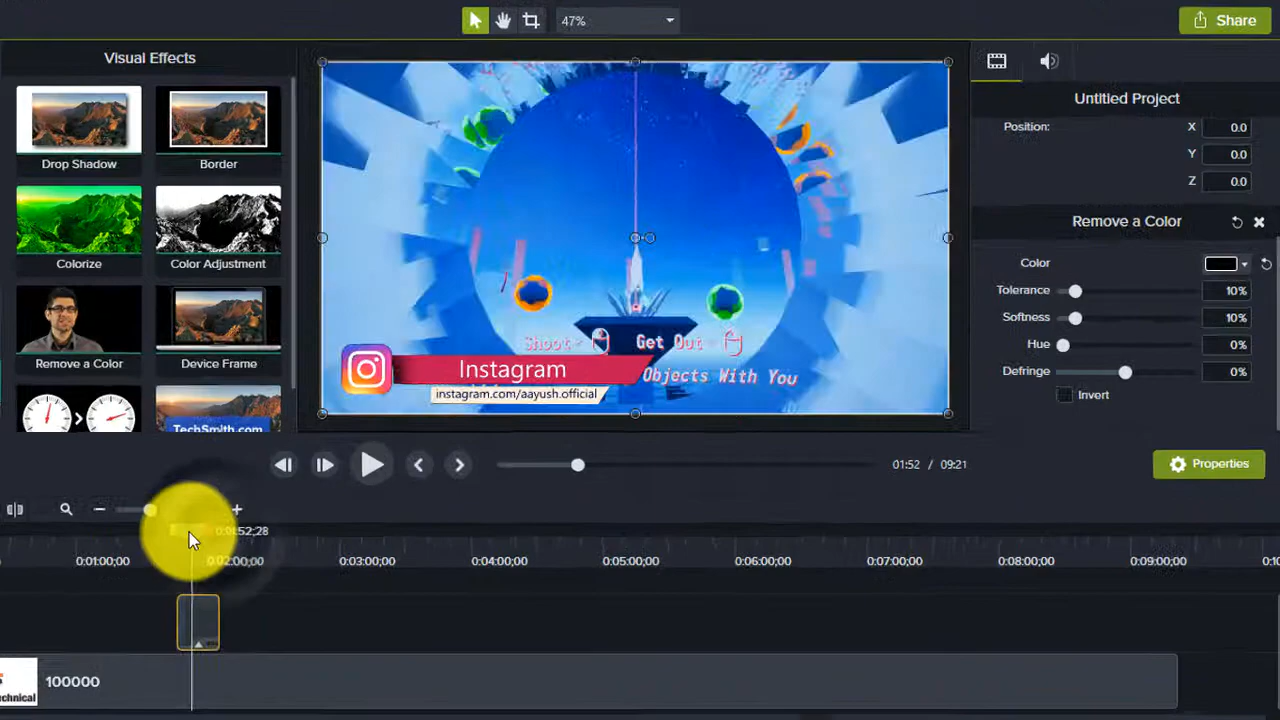 47%
Share
Visual Effects
Drop Shadow
Border
Colorize
Color Adjustment
Remove a Color
Device Frame
TechSmith.com
Shoot - Get Out -
Objects With You
Instagram
instagram.com/aayush.official
Untitled Project
Position: X 0.0
Y 0.0
Z 0.0
Remove a Color
Color
Tolerance 10%
Softness 10%
Hue 0%
Defringe 0%
Invert
01:52 / 09:21
Properties
0:01:52;28
0:01:00;00 0:02:00;00 0:03:00;00 0:04:00;00 0:05:00;00 0:06:00;00 0:07:00;00 0:08:00;00 0:09:00;00
100000